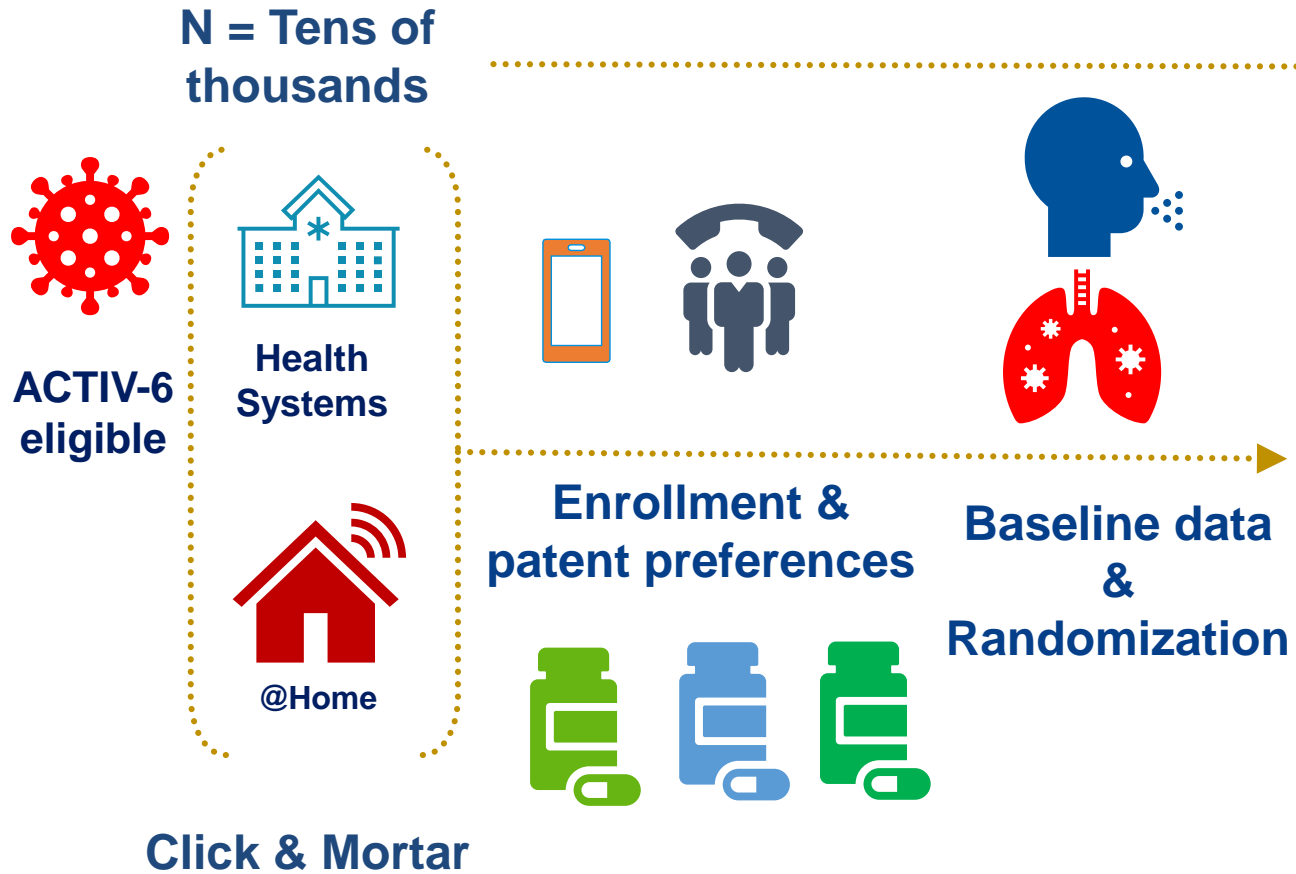 N = Tens of
thousands
ACTIV-6
eligible
Health
Systems
@Home
Click & Mortar
Enrollment &
patent preferences
Baseline data
&
Randomization